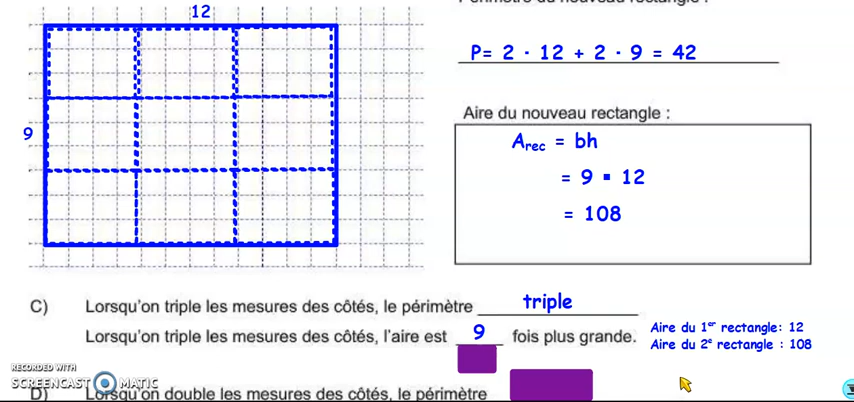 12
P= 2 · 12 + 2 · 9 = 42
Aire du nouveau rectangle :
9
Arec = bh
= 9 · 12
= 108
C) Lorsqu'on triple les mesures des côtés, le périmètre triple
Lorsqu'on triple les mesures des côtés, l'aire est 9 fois plus grande.
Aire du 1er rectangle: 12
Aire du 2e rectangle : 108
RECORDED WITH
SCREENCAST MATIC
D) Lorsqu'on double les mesures des côtés, le périmètre